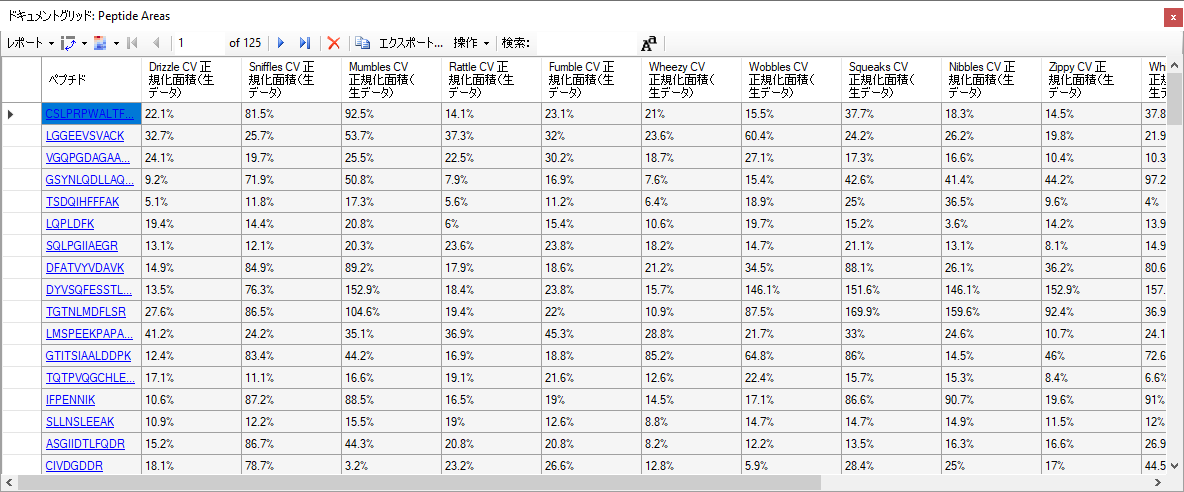 ドキュメントグリッド: Peptide Areas
x
レポート 1 of 125 エクスポート... 操作 検索: Aª
ペプチド Drizzle CV 正規化面積(生データ) Sniffles CV 正規化面積(生データ) Mumbles CV 正規化面積(生データ) Rattle CV 正規化面積(生データ) Fumble CV 正規化面積(生データ) Wheezy CV 正規化面積(生データ) Wobbles CV 正規化面積(生データ) Squeaks CV 正規化面積(生データ) Nibbles CV 正規化面積(生データ) Zippy CV 正規化面積(生データ) Wh 正規 生デ
CSLPRPWALTF... 22.1% 81.5% 92.5% 14.1% 23.1% 21% 15.5% 37.7% 18.3% 14.5% 37.8
LGGEEVSVACK 32.7% 25.7% 53.7% 37.3% 32% 23.6% 60.4% 24.2% 26.2% 19.8% 21.9
VGQPGDAGAA... 24.1% 19.7% 25.5% 22.5% 30.2% 18.7% 27.1% 17.3% 16.6% 10.4% 10.3
GSYNLQDLLAQ... 9.2% 71.9% 50.8% 7.9% 16.9% 7.6% 15.4% 42.6% 41.4% 44.2% 97.2
TSDQIHFFFAK 5.1% 11.8% 17.3% 5.6% 11.2% 6.4% 18.9% 25% 36.5% 9.6% 4%
LQPLDFK 19.4% 14.4% 20.8% 6% 15.4% 10.6% 19.7% 15.2% 3.6% 14.2% 13.9
SQLPGIIAEGR 13.1% 12.1% 20.3% 23.6% 23.8% 18.2% 14.7% 21.1% 13.1% 8.1% 14.9
DFATVYVDAVK 14.9% 84.9% 89.2% 17.9% 18.6% 21.2% 34.5% 88.1% 26.1% 36.2% 80.6
DYVSQFESSTL... 13.5% 76.3% 152.9% 18.4% 23.8% 15.7% 146.1% 151.6% 146.1% 152.9% 157.
TGTNLMDFLSR 27.6% 86.5% 104.6% 19.4% 22% 10.9% 87.5% 169.9% 159.6% 92.4% 36.9
LMSPEEKPAPA... 41.2% 24.2% 35.1% 36.9% 45.3% 28.8% 21.7% 33% 24.6% 10.7% 24.1
GTITSIAALDDPK 12.4% 83.4% 44.2% 16.9% 18.8% 85.2% 64.8% 86% 14.5% 46% 72.6
TQTPVQGCHLE... 17.1% 11.1% 16.6% 19.1% 21.6% 12.6% 22.4% 15.7% 15.3% 8.4% 6.6%
IFPENNIK 10.6% 87.2% 88.5% 16.5% 19% 14.5% 17.1% 86.6% 90.7% 19.6% 91%
SLLNSLEEAK 10.9% 12.2% 15.5% 19% 12.6% 8.8% 14.7% 14.7% 14.9% 11.5% 12%
ASGIIDTLFQDR 15.2% 86.7% 44.3% 20.8% 20.8% 8.2% 12.2% 13.5% 16.3% 16.6% 26.9
CIVDGDDR 18.1% 78.7% 3.2% 23.2% 26.6% 12.8% 5.9% 28.4% 25% 17% 44.5